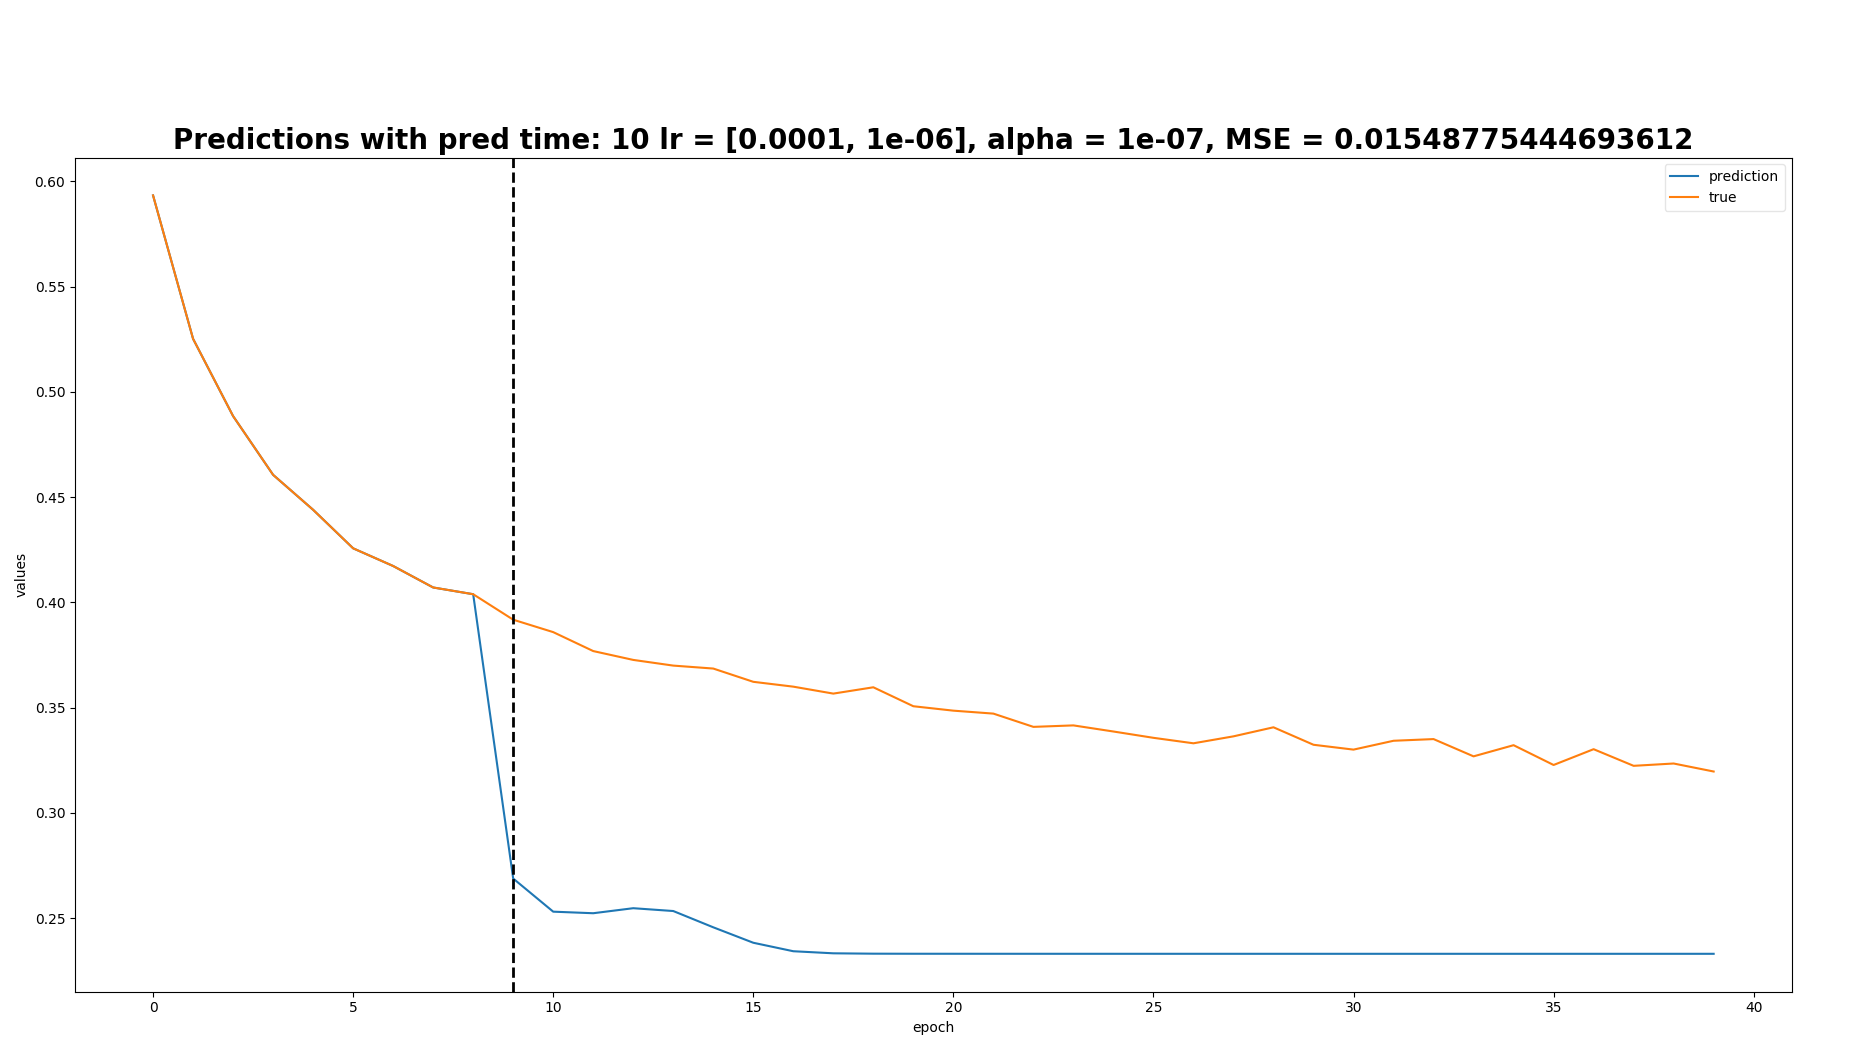 Predictions with pred time: 10 lr = [0.0001, 1e-06], alpha = 1e-07, MSE = 0.01548775444693612
prediction
true
values
0.60
0.55
0.50
0.45
0.40
0.35
0.30
0.25
0 5 10 15 20 25 30 35 40
epoch